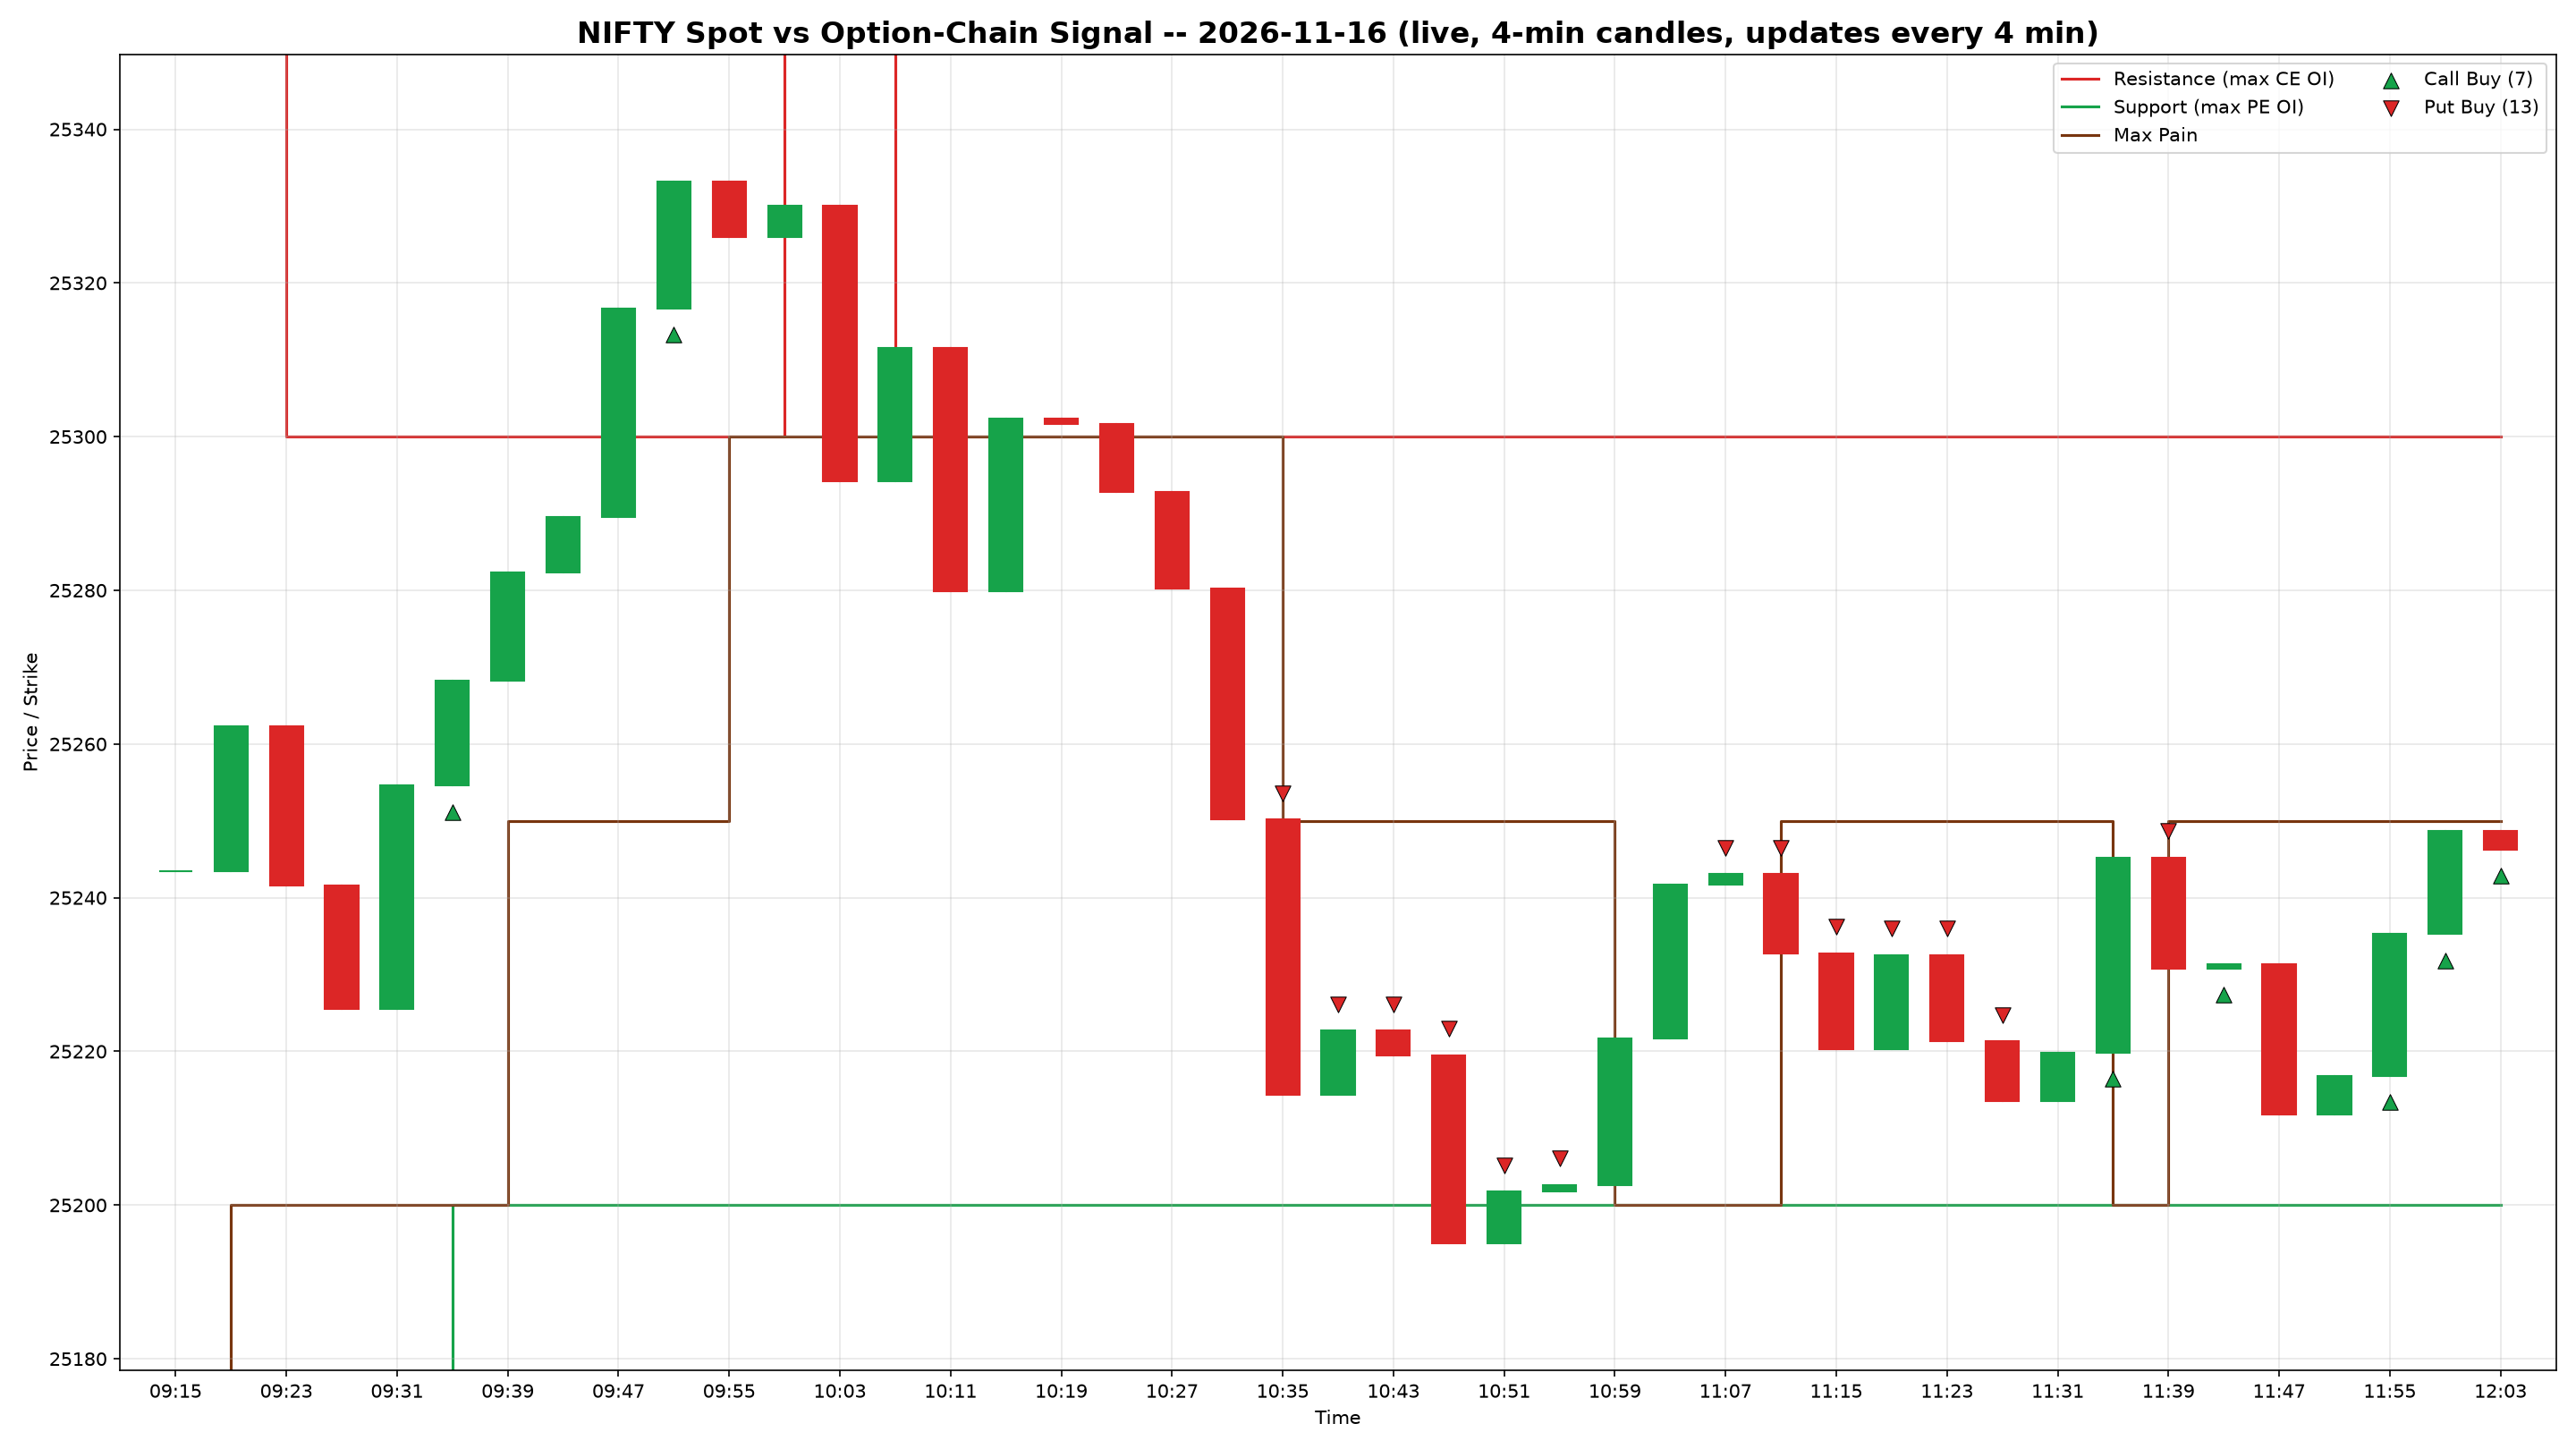 NIFTY Spot vs Option-Chain Signal -- 2026-11-16 (live, 4-min candles, updates every 4 min)
Resistance (max CE OI)
Support (max PE OI)
Max Pain
Call Buy (7)
Put Buy (13)
Price / Strike
25340
25320
25300
25280
25260
25240
25220
25200
25180
09:15 09:23 09:31 09:39 09:47 09:55 10:03 10:11 10:19 10:27 10:35 10:43 10:51 10:59 11:07 11:15 11:23 11:31 11:39 11:47 11:55 12:03
Time